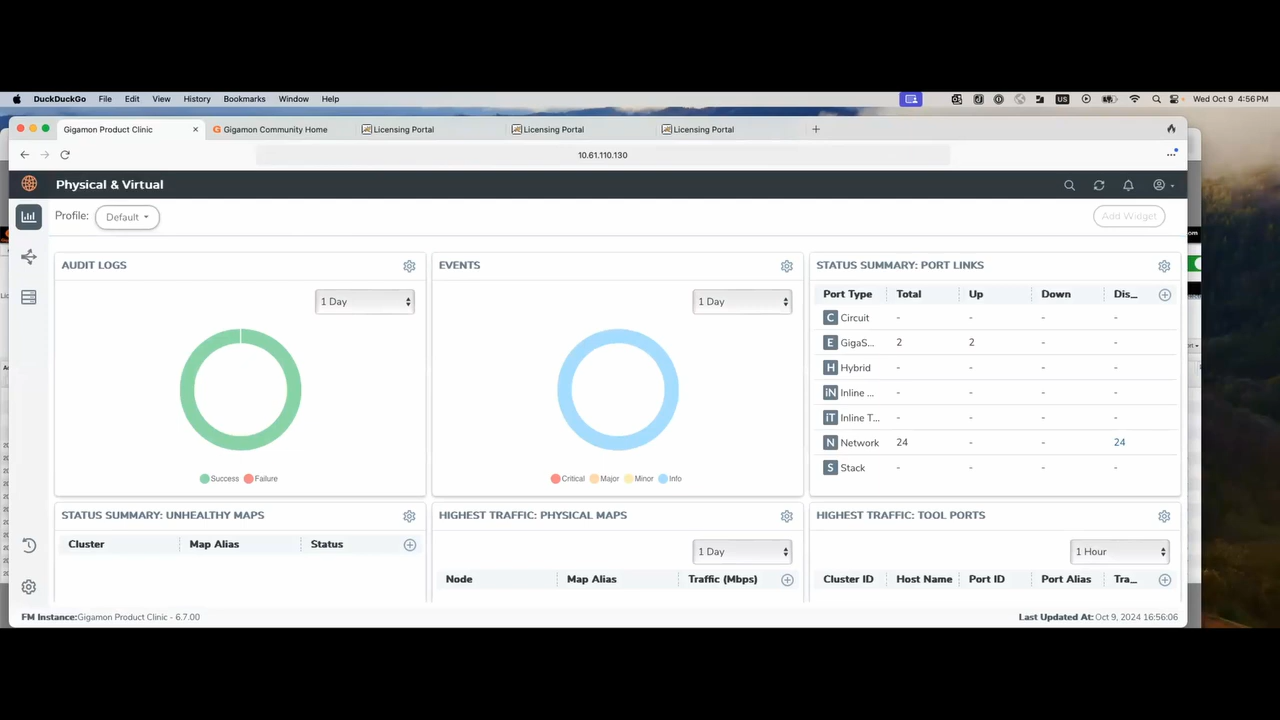 DuckDuckGo File Edit View History Bookmarks Window Help US Wed Oct 9 4:56 PM
Gigamon Product Clinic Gigamon Community Home Licensing Portal Licensing Portal Licensing Portal
10.61.110.130
Physical & Virtual
Profile: Default Add Widget
AUDIT LOGS
1 Day
Success Failure
EVENTS
1 Day
Critical Major Minor Info
STATUS SUMMARY: PORT LINKS
Port Type Total Up Down Dis...
C Circuit - - - -
E GigaS... 2 2 - -
H Hybrid - - - -
iN Inline ... - - - -
iT Inline T... - - - -
N Network 24 - - 24
S Stack - - - -
STATUS SUMMARY: UNHEALTHY MAPS
Cluster Map Alias Status
HIGHEST TRAFFIC: PHYSICAL MAPS
1 Day
Node Map Alias Traffic (Mbps)
HIGHEST TRAFFIC: TOOL PORTS
1 Hour
Cluster ID Host Name Port ID Port Alias Tra...
FM Instance:Gigamon Product Clinic - 6.7.00 Last Updated At: Oct 9, 2024 16:56:06